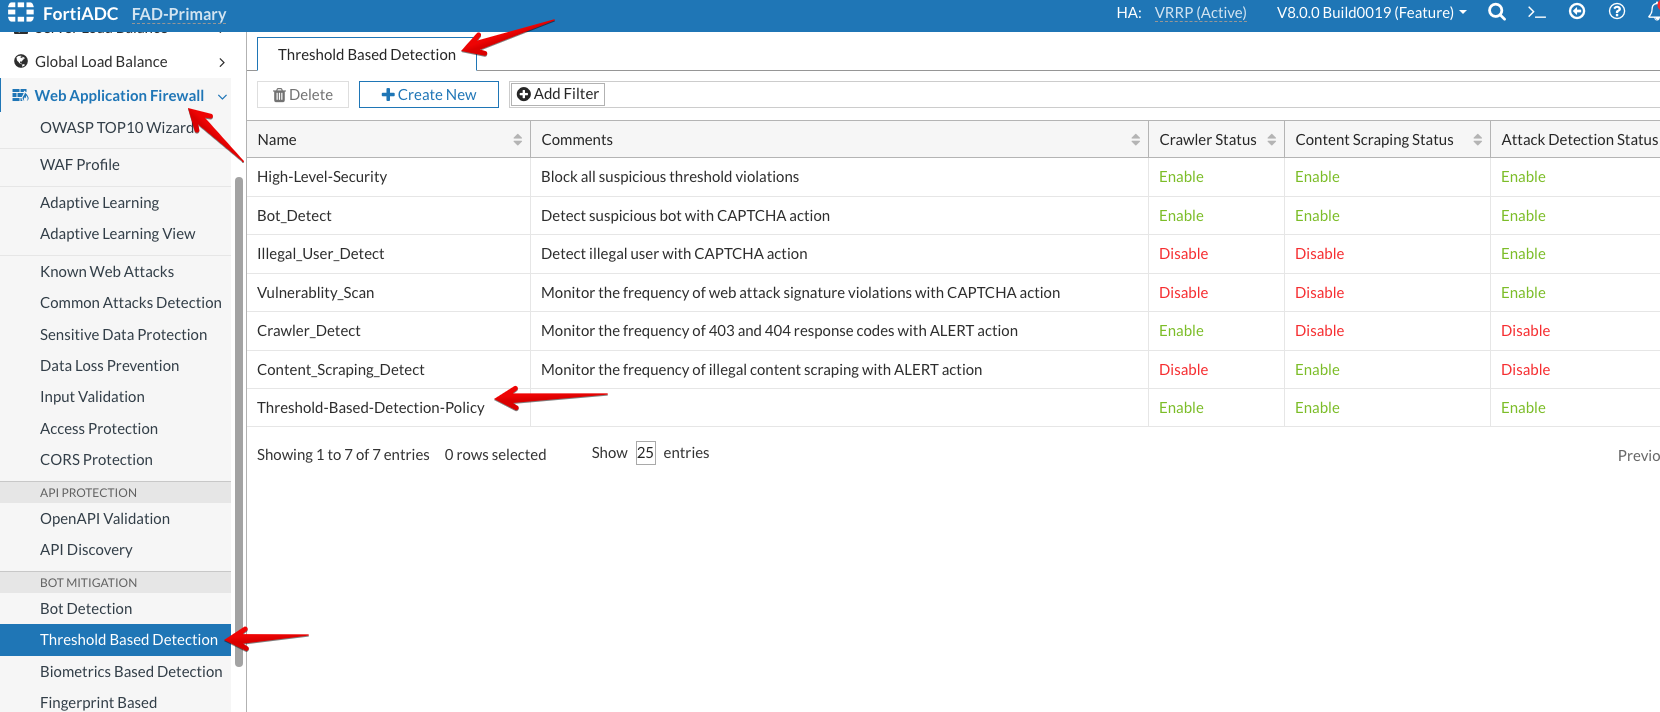 FortiADC FAD-Primary HA: VRRP (Active) V8.0.0 Build0019 (Feature)
Server Load Balance
Global Load Balance
Web Application Firewall
OWASP TOP10 Wizard
WAF Profile
Adaptive Learning
Adaptive Learning View
Known Web Attacks
Common Attacks Detection
Sensitive Data Protection
Data Loss Prevention
Input Validation
Access Protection
CORS Protection
API PROTECTION
OpenAPI Validation
API Discovery
BOT MITIGATION
Bot Detection
Threshold Based Detection
Biometrics Based Detection
Fingerprint Based
Threshold Based Detection
Delete Create New Add Filter
Name Comments Crawler Status Content Scraping Status Attack Detection Status
High-Level-Security Block all suspicious threshold violations Enable Enable Enable
Bot_Detect Detect suspicious bot with CAPTCHA action Enable Enable Enable
Illegal_User_Detect Detect illegal user with CAPTCHA action Disable Disable Enable
Vulnerablity_Scan Monitor the frequency of web attack signature violations with CAPTCHA action Disable Disable Enable
Crawler_Detect Monitor the frequency of 403 and 404 response codes with ALERT action Enable Disable Disable
Content_Scraping_Detect Monitor the frequency of illegal content scraping with ALERT action Disable Enable Disable
Threshold-Based-Detection-Policy Enable Enable Enable
Showing 1 to 7 of 7 entries 0 rows selected Show 25 entries Previo